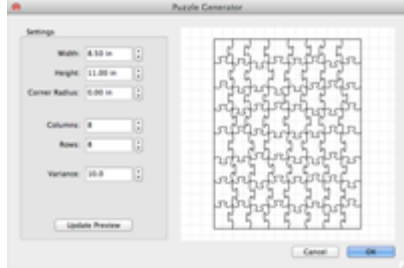 Puzzle Generator
Settings
Width: 8.50 in
Height: 11.00 in
Corner Radius: 0.00 in
Columns: 8
Rows: 8
Variance: 10.0
Update Preview
Cancel OK